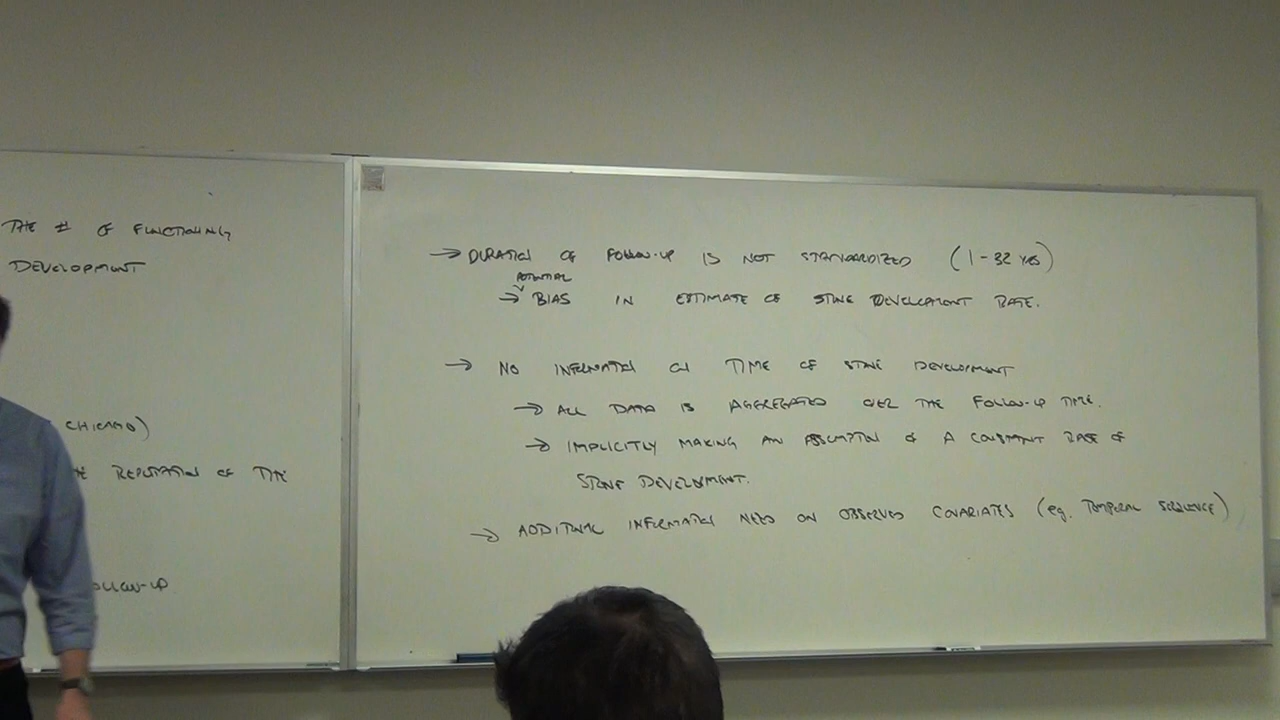 THE # OF FUNCTIONING
DEVELOPMENT
CHICAGO)
REPUTATION OF THE
OLLOW-UP
→ DURATION OF FOLLOW-UP IS NOT STANDARDIZED (1-32 YRS)
POTENTIAL
→ BIAS IN ESTIMATE OF STONE DEVELOPMENT RATE.
→ NO INFORMATION ON TIME OF STONE DEVELOPMENT
→ ALL DATA IS AGGREGATED OVER THE FOLLOW-UP TIME.
→ IMPLICITLY MAKING AN ASSUMPTION OF A CONSTANT RATE OF
STONE DEVELOPMENT.
→ ADDITIONAL INFORMATION NEED ON OBSERVED COVARIATES (eg. TEMPORAL SEQUENCE)